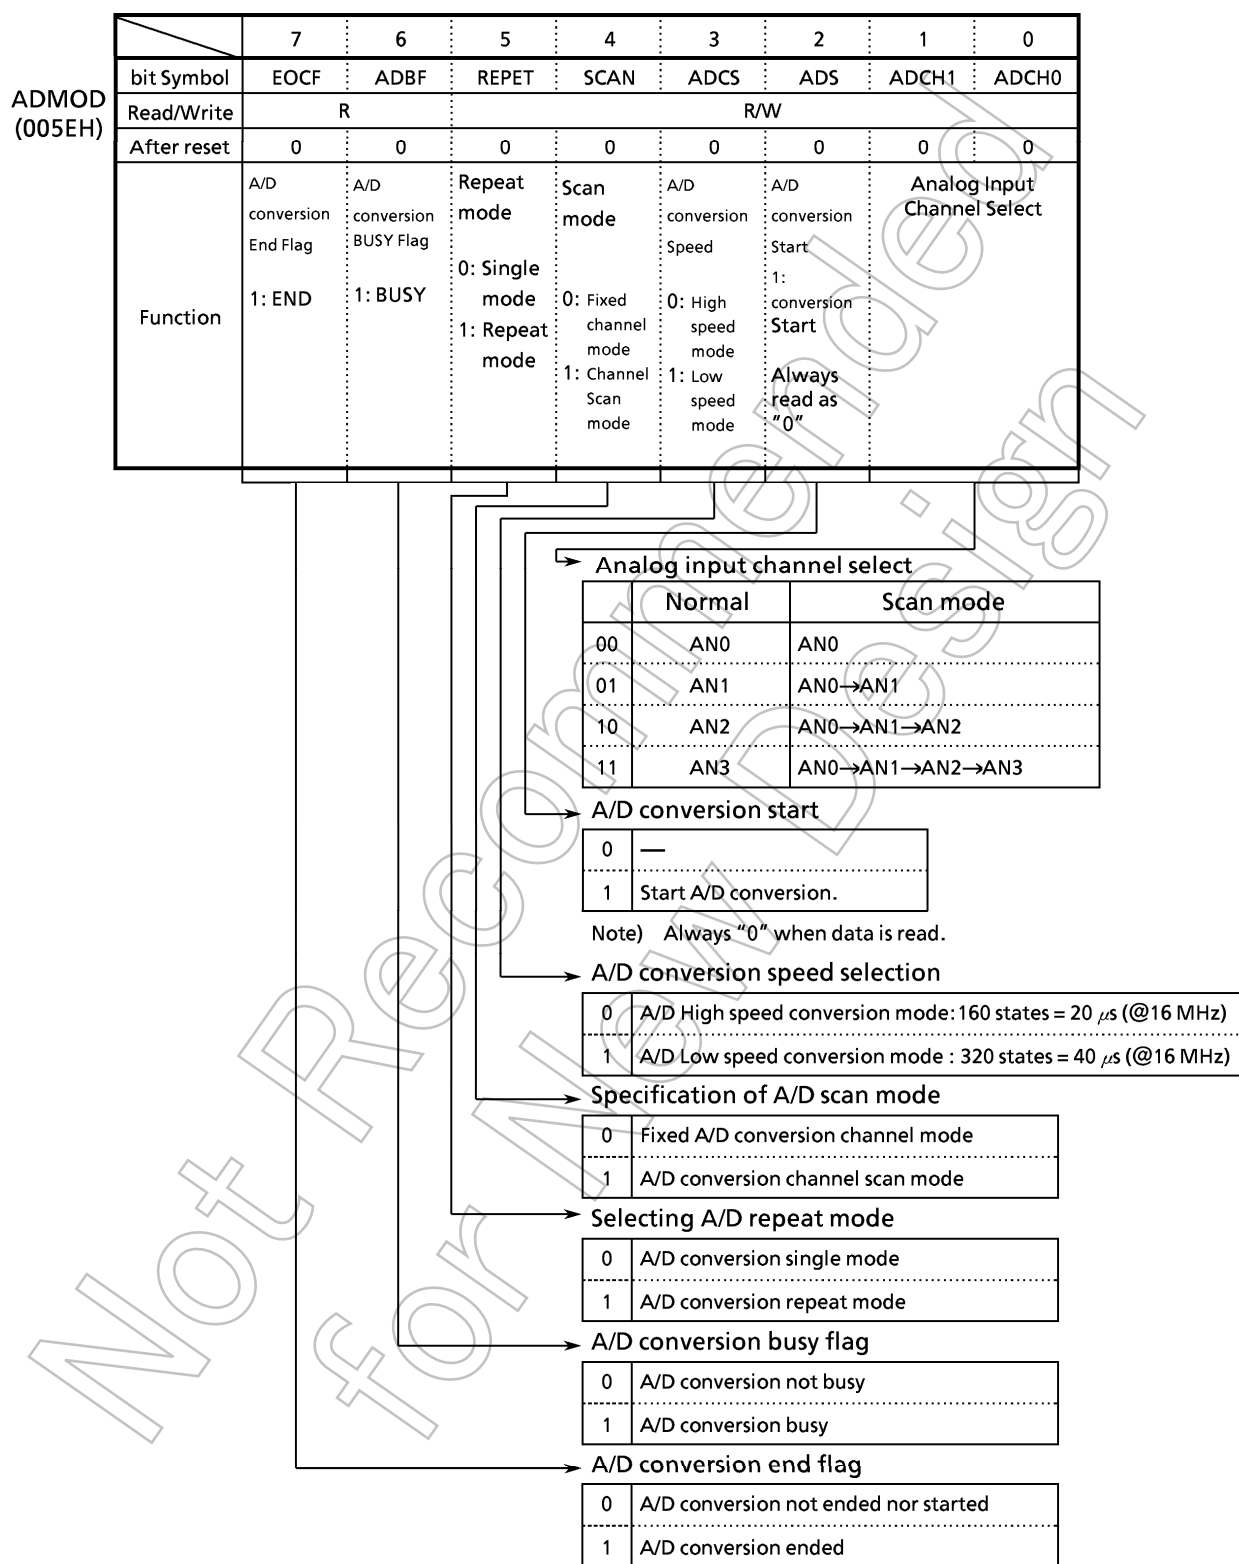 7 6 5 4 3 2 1 0
bit Symbol EOCF ADBF REPET SCAN ADCS ADS ADCH1 ADCH0
ADMOD
(005EH)
Read/Write R R/W
After reset 0 0 0 0 0 0 0 0
Function
A/D
conversion
End Flag
1: END
A/D
conversion
BUSY Flag
1: BUSY
Repeat
mode
0: Single
mode
1: Repeat
mode
Scan
mode
0: Fixed
channel
mode
1: Channel
Scan
mode
A/D
conversion
Speed
0: High
speed
mode
1: Low
speed
mode
A/D
conversion
Start
1:
conversion
Start
Always
read as
"0"
Analog Input
Channel Select
Analog input channel select
Normal Scan mode
00 AN0 AN0
01 AN1 AN0→AN1
10 AN2 AN0→AN1→AN2
11 AN3 AN0→AN1→AN2→AN3
A/D conversion start
0 —
1 Start A/D conversion.
Note) Always "0" when data is read.
A/D conversion speed selection
0 A/D High speed conversion mode: 160 states = 20 μs (@16 MHz)
1 A/D Low speed conversion mode : 320 states = 40 μs (@16 MHz)
Specification of A/D scan mode
0 Fixed A/D conversion channel mode
1 A/D conversion channel scan mode
Selecting A/D repeat mode
0 A/D conversion single mode
1 A/D conversion repeat mode
A/D conversion busy flag
0 A/D conversion not busy
1 A/D conversion busy
A/D conversion end flag
0 A/D conversion not ended nor started
1 A/D conversion ended
Not Recommended
for New Design